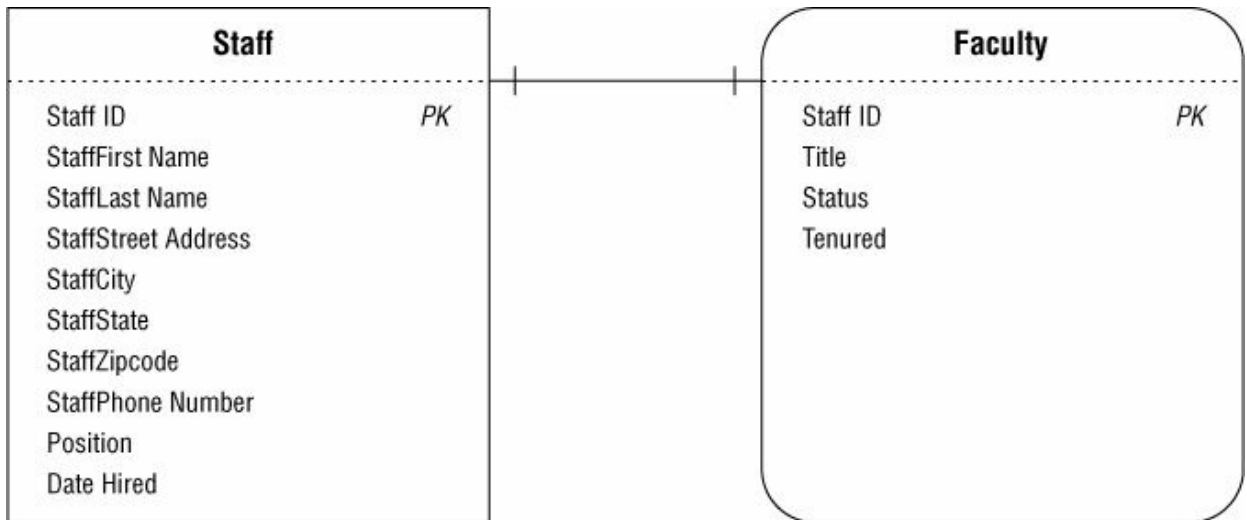 Staff
Staff ID PK
StaffFirst Name
StaffLast Name
StaffStreet Address
StaffCity
StaffState
StaffZipcode
StaffPhone Number
Position
Date Hired
Faculty
Staff ID PK
Title
Status
Tenured